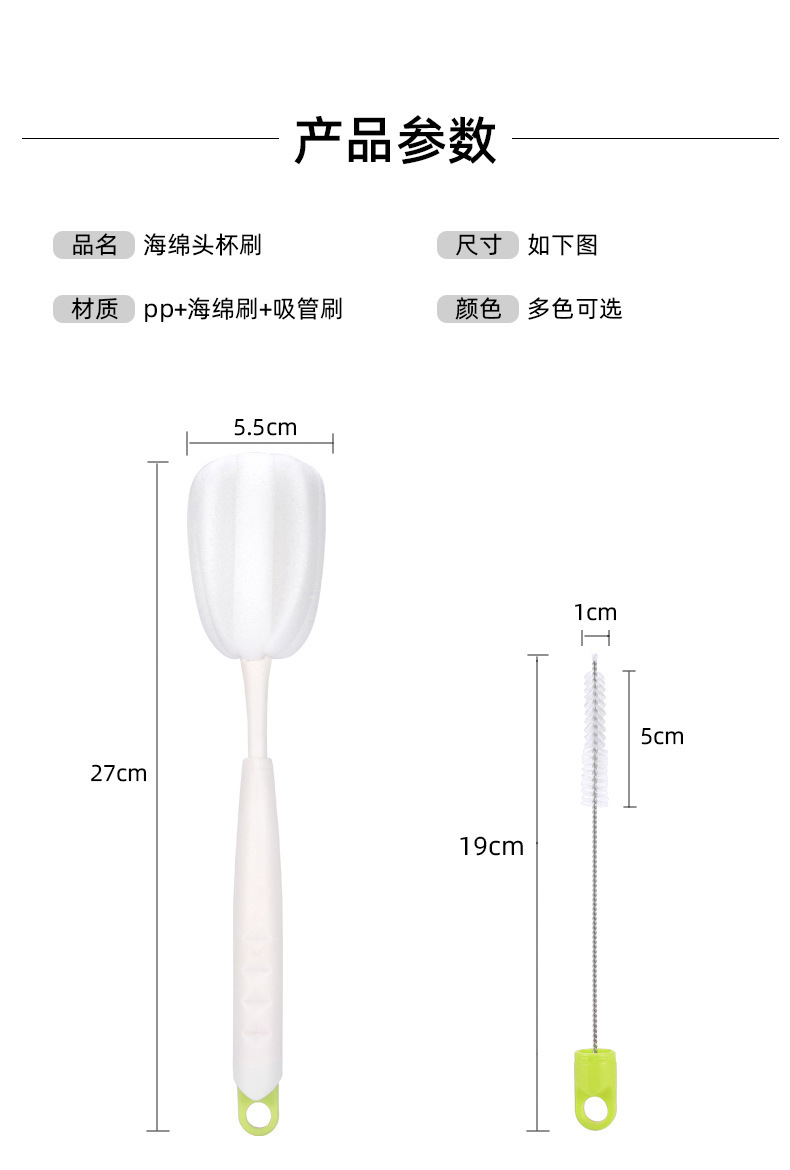 产品参数
品名 海绵头杯刷
尺寸 如下图
材质 pp+海绵刷+吸管刷
颜色 多色可选
5.5cm
27cm
1cm
5cm
19cm